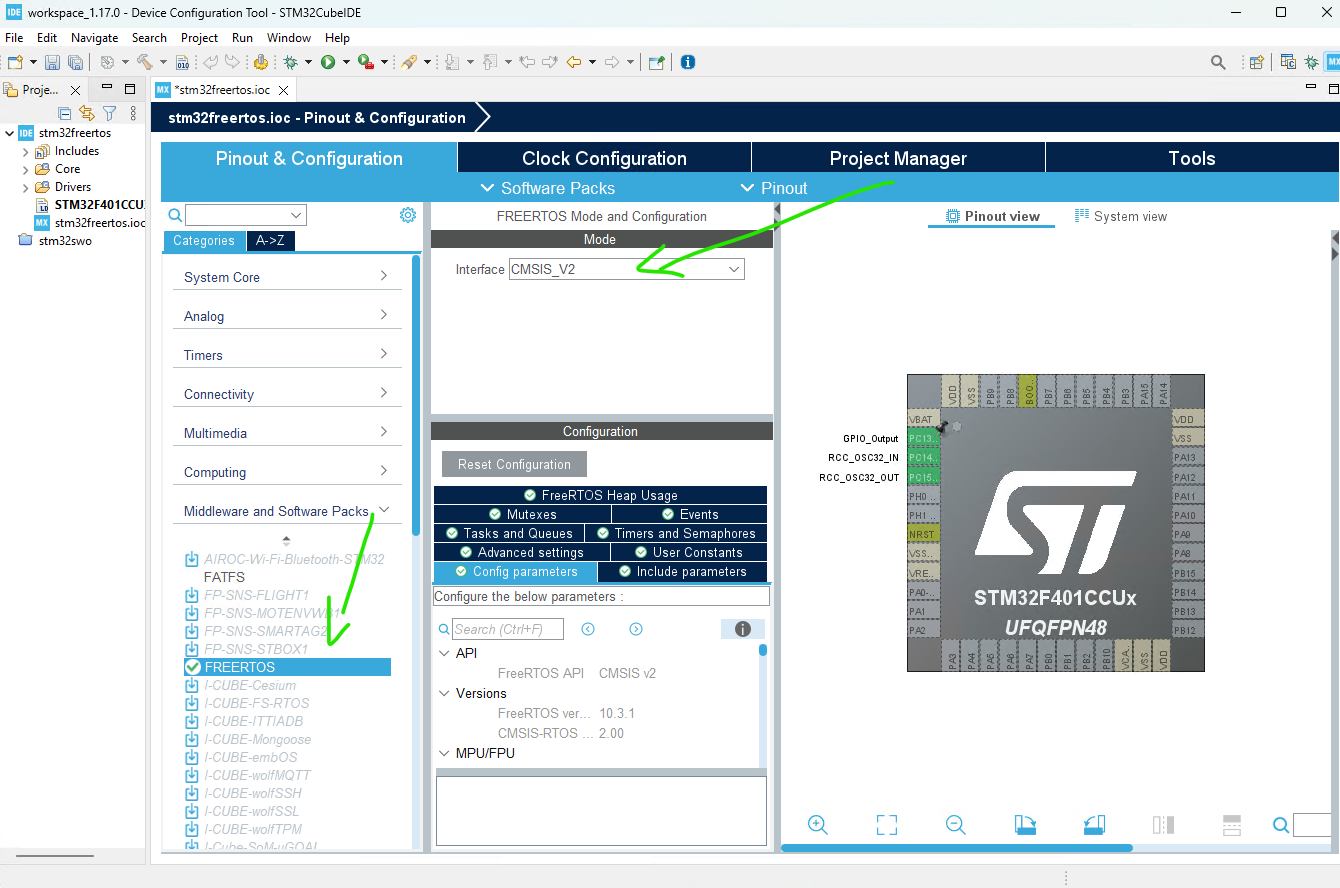 workspace_1.17.0 - Device Configuration Tool - STM32CubeIDE
File Edit Navigate Search Project Run Window Help
Proje...
*stm32freertos.ioc
stm32freertos
Includes
Core
Drivers
STM32F401CCU
stm32freertos.ioc
stm32swo
stm32freertos.ioc - Pinout & Configuration
Pinout & Configuration
Clock Configuration
Project Manager
Tools
Software Packs
Pinout
Categories
A->Z
System Core
Analog
Timers
Connectivity
Multimedia
Computing
Middleware and Software Packs
AIROC-Wi-Fi-Bluetooth-STM32
FATFS
FP-SNS-FLIGHT1
FP-SNS-MOTENVWB1
FP-SNS-SMARTAG2
FP-SNS-STBOX1
FREERTOS
I-CUBE-Cesium
I-CUBE-FS-RTOS
I-CUBE-ITTIADB
I-CUBE-Mongoose
I-CUBE-embOS
I-CUBE-wolfMQTT
I-CUBE-wolfSSH
I-CUBE-wolfSSL
I-CUBE-wolfTPM
I-Cube-SoM-uGOAL
FREERTOS Mode and Configuration
Mode
Interface CMSIS_V2
Configuration
Reset Configuration
FreeRTOS Heap Usage
Mutexes
Events
Tasks and Queues
Timers and Semaphores
Advanced settings
User Constants
Config parameters
Include parameters
Configure the below parameters :
Search (Ctrl+F)
API
FreeRTOS API CMSIS v2
Versions
FreeRTOS ver... 10.3.1
CMSIS-RTOS ... 2.00
MPU/FPU
Pinout view
System view
VDD VSS PB9 PB8 BOO.. PB7 PB6 PB5 PB4 PB3 PA15 PA14
VBAT
GPIO_Output PC13..
RCC_OSC32_IN PC14..
RCC_OSC32_OUT PC15..
PH0 ..
PH1 ..
NRST
VSS..
VRE..
PA0-..
PA1
PA2
VDD
VSS
PA13
PA12
PA11
PA10
PA9
PA8
PB15
PB14
PB13
PB12
STM32F401CCUx
UFQFPN48
PA3 PA4 PA5 PA6 PA7 PB0 PB1 PB2 PB10 VCA.. VSS VDD